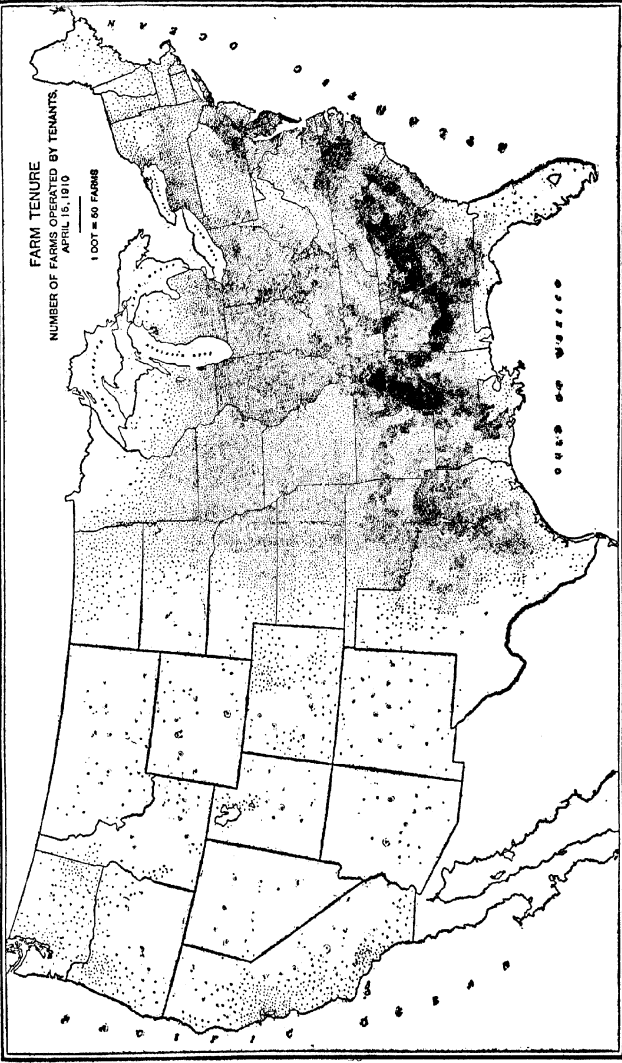 FARM TENURE
NUMBER OF FARMS OPERATED BY TENANTS,
APRIL 15, 1910
1 DOT = 50 FARMS
ATLANTIC OCEAN
GULF OF MEXICO
PACIFIC OCEAN